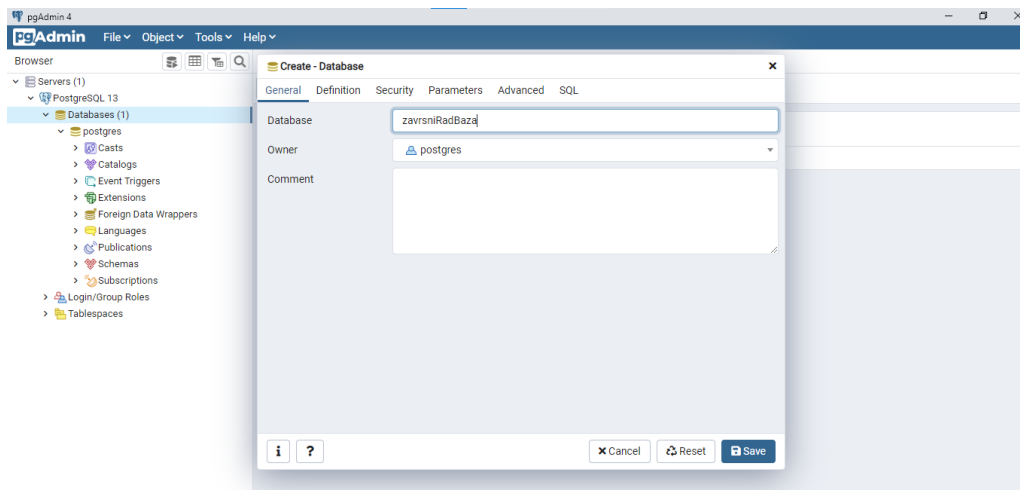 pgAdmin 4
pgAdmin File Object Tools Help
Browser
Servers (1)
PostgreSQL 13
Databases (1)
postgres
Casts
Catalogs
Event Triggers
Extensions
Foreign Data Wrappers
Languages
Publications
Schemas
Subscriptions
Login/Group Roles
Tablespaces
Create - Database
General Definition Security Parameters Advanced SQL
Database zavrsniRadBaza
Owner postgres
Comment
i ? Cancel Reset Save